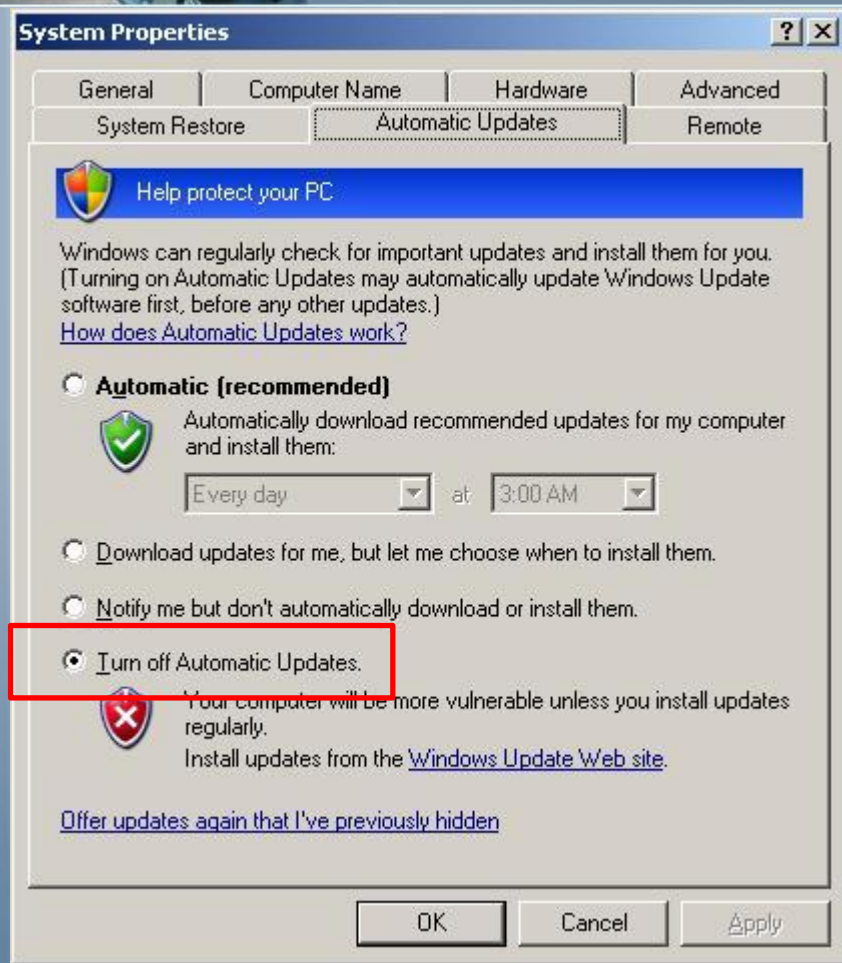 System Properties
General Computer Name Hardware Advanced
System Restore Automatic Updates Remote
Help protect your PC
Windows can regularly check for important updates and install them for you.
(Turning on Automatic Updates may automatically update Windows Update
software first, before any other updates.)
How does Automatic Updates work?
Automatic (recommended)
Automatically download recommended updates for my computer
and install them:
Every day at 3:00 AM
Download updates for me, but let me choose when to install them.
Notify me but don't automatically download or install them.
Turn off Automatic Updates.
Your computer will be more vulnerable unless you install updates
regularly.
Install updates from the Windows Update Web site.
Offer updates again that I've previously hidden
OK Cancel Apply